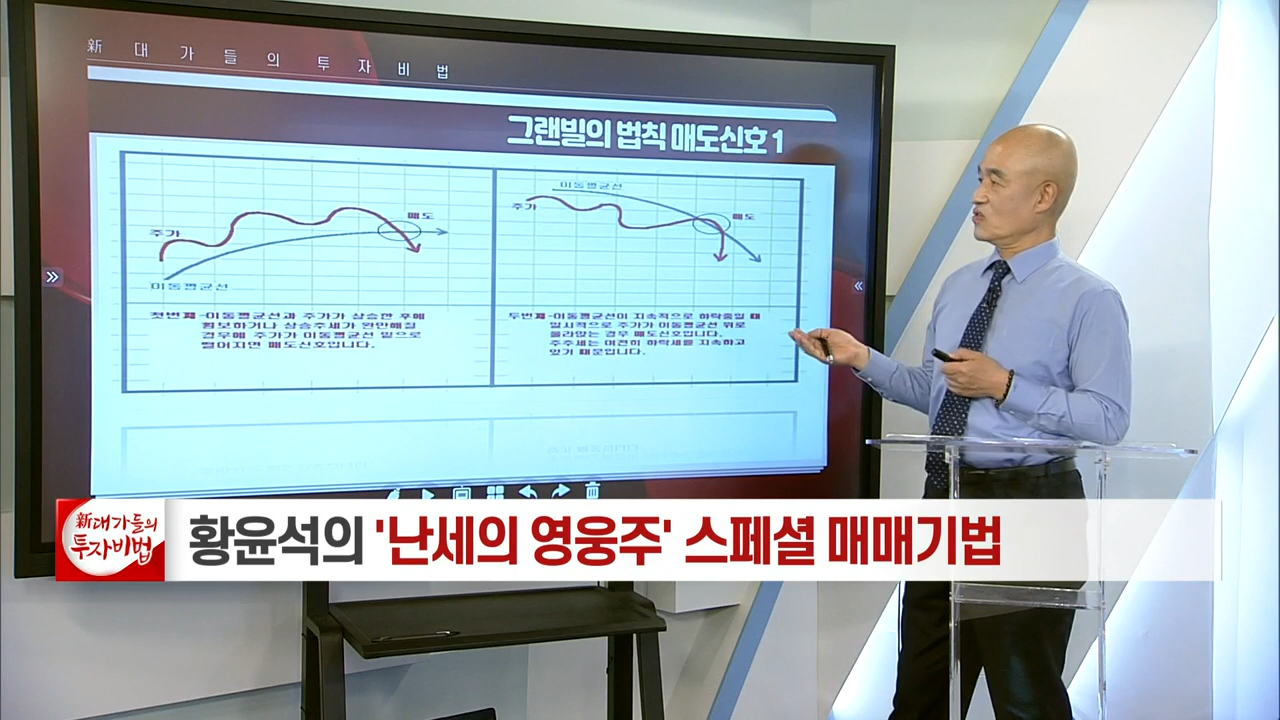 新 대 가 들 의 투 자 비 법
그랜빌의 법칙 매도신호 1
주가
매도
이동평균선
첫번째 -이동평균선과 주가가 상승한 후에
횡보하거나 상승추세가 완만해질
경우에 주가가 이동평균선 밑으로
떨어지면 매도신호입니다.
이동평균선
주가
매도
두번째 -이동평균선이 지속적으로 하락중일 때
일시적으로 주가가 이동평균선 위로
올라않는 경우 매도신호입니다.
주추세는 여전히 하락세를 지속하고
있기 때문입니다.
新대가들의
투자비법
황윤석의 '난세의 영웅주' 스페셜 매매기법